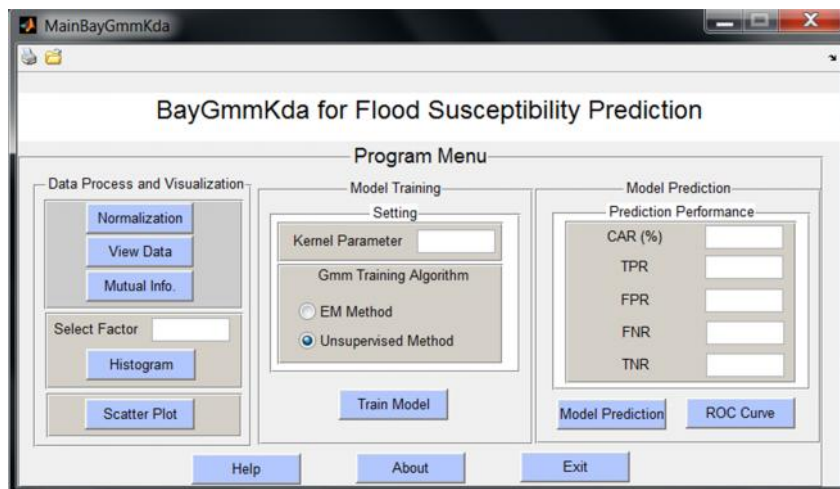 MainBayGmmKda
BayGmmKda for Flood Susceptibility Prediction
Program Menu
Data Process and Visualization
Normalization
View Data
Mutual Info.
Select Factor
Histogram
Scatter Plot
Model Training
Setting
Kernel Parameter
Gmm Training Algorithm
EM Method
Unsupervised Method
Train Model
Model Prediction
Prediction Performance
CAR (%)
TPR
FPR
FNR
TNR
Model Prediction
ROC Curve
Help
About
Exit